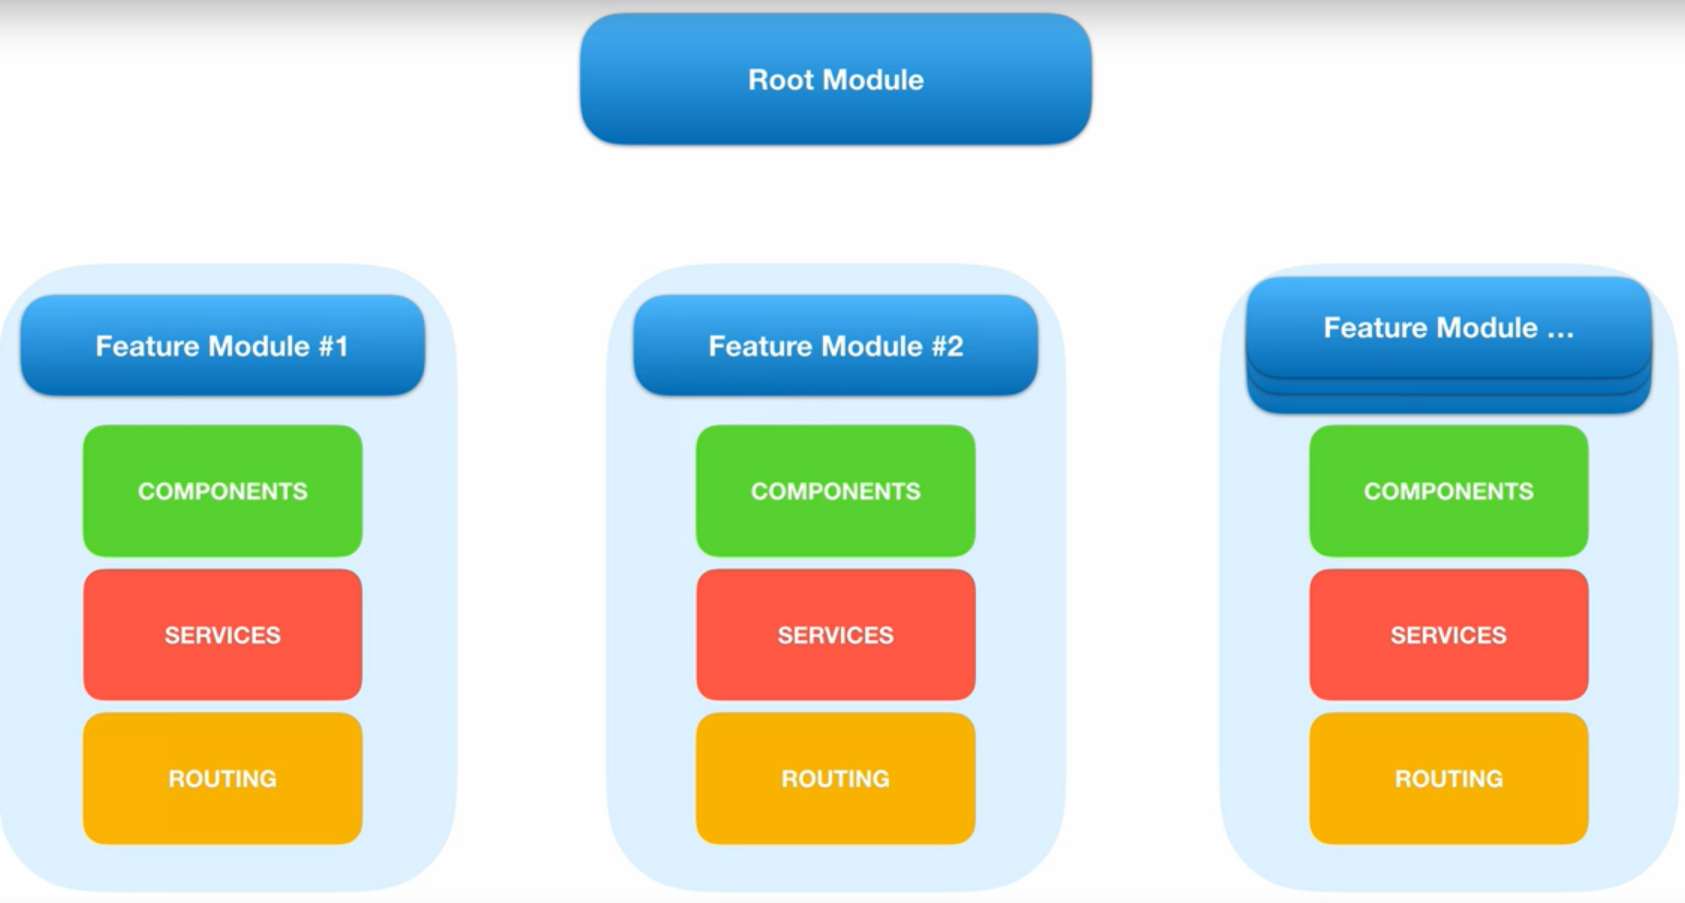 Root Module
Feature Module #1
COMPONENTS
SERVICES
ROUTING
Feature Module #2
COMPONENTS
SERVICES
ROUTING
Feature Module ...
COMPONENTS
SERVICES
ROUTING